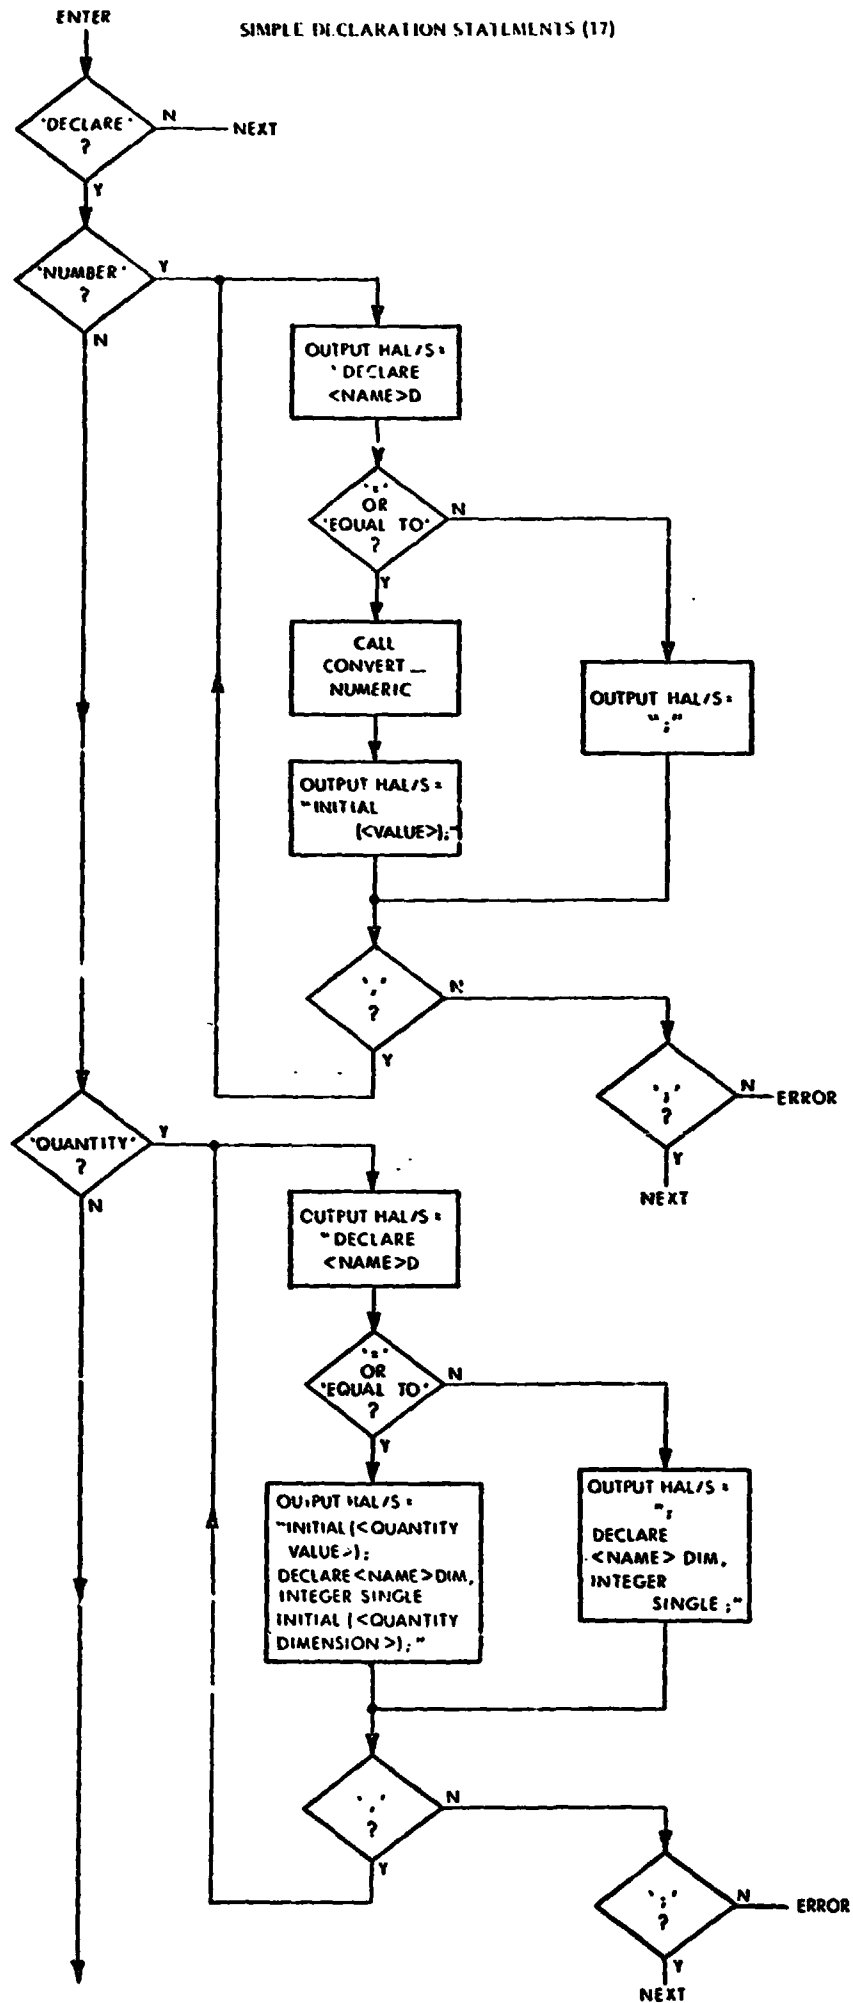 ENTER
SIMPLE DECLARATION STATEMENTS (17)
'DECLARE'
?
N
NEXT
Y
'NUMBER'
?
Y
N
OUTPUT HAL/S =
'DECLARE
<NAME>D
'='
OR
'EQUAL TO'
?
N
Y
CALL
CONVERT_
NUMERIC
OUTPUT HAL/S =
";"
OUTPUT HAL/S =
"INITIAL
(<VALUE>);"
','
?
N
Y
';'
?
N
ERROR
Y
NEXT
'QUANTITY'
?
Y
N
OUTPUT HAL/S =
"DECLARE
<NAME>D
'='
OR
'EQUAL TO'
?
N
Y
OUTPUT HAL/S =
"INITIAL (<QUANTITY
VALUE>);
DECLARE <NAME> DIM,
INTEGER SINGLE
INITIAL (<QUANTITY
DIMENSION>);"
OUTPUT HAL/S =
";
DECLARE
<NAME> DIM,
INTEGER
SINGLE ;"
','
?
N
Y
';'
?
N
ERROR
Y
NEXT